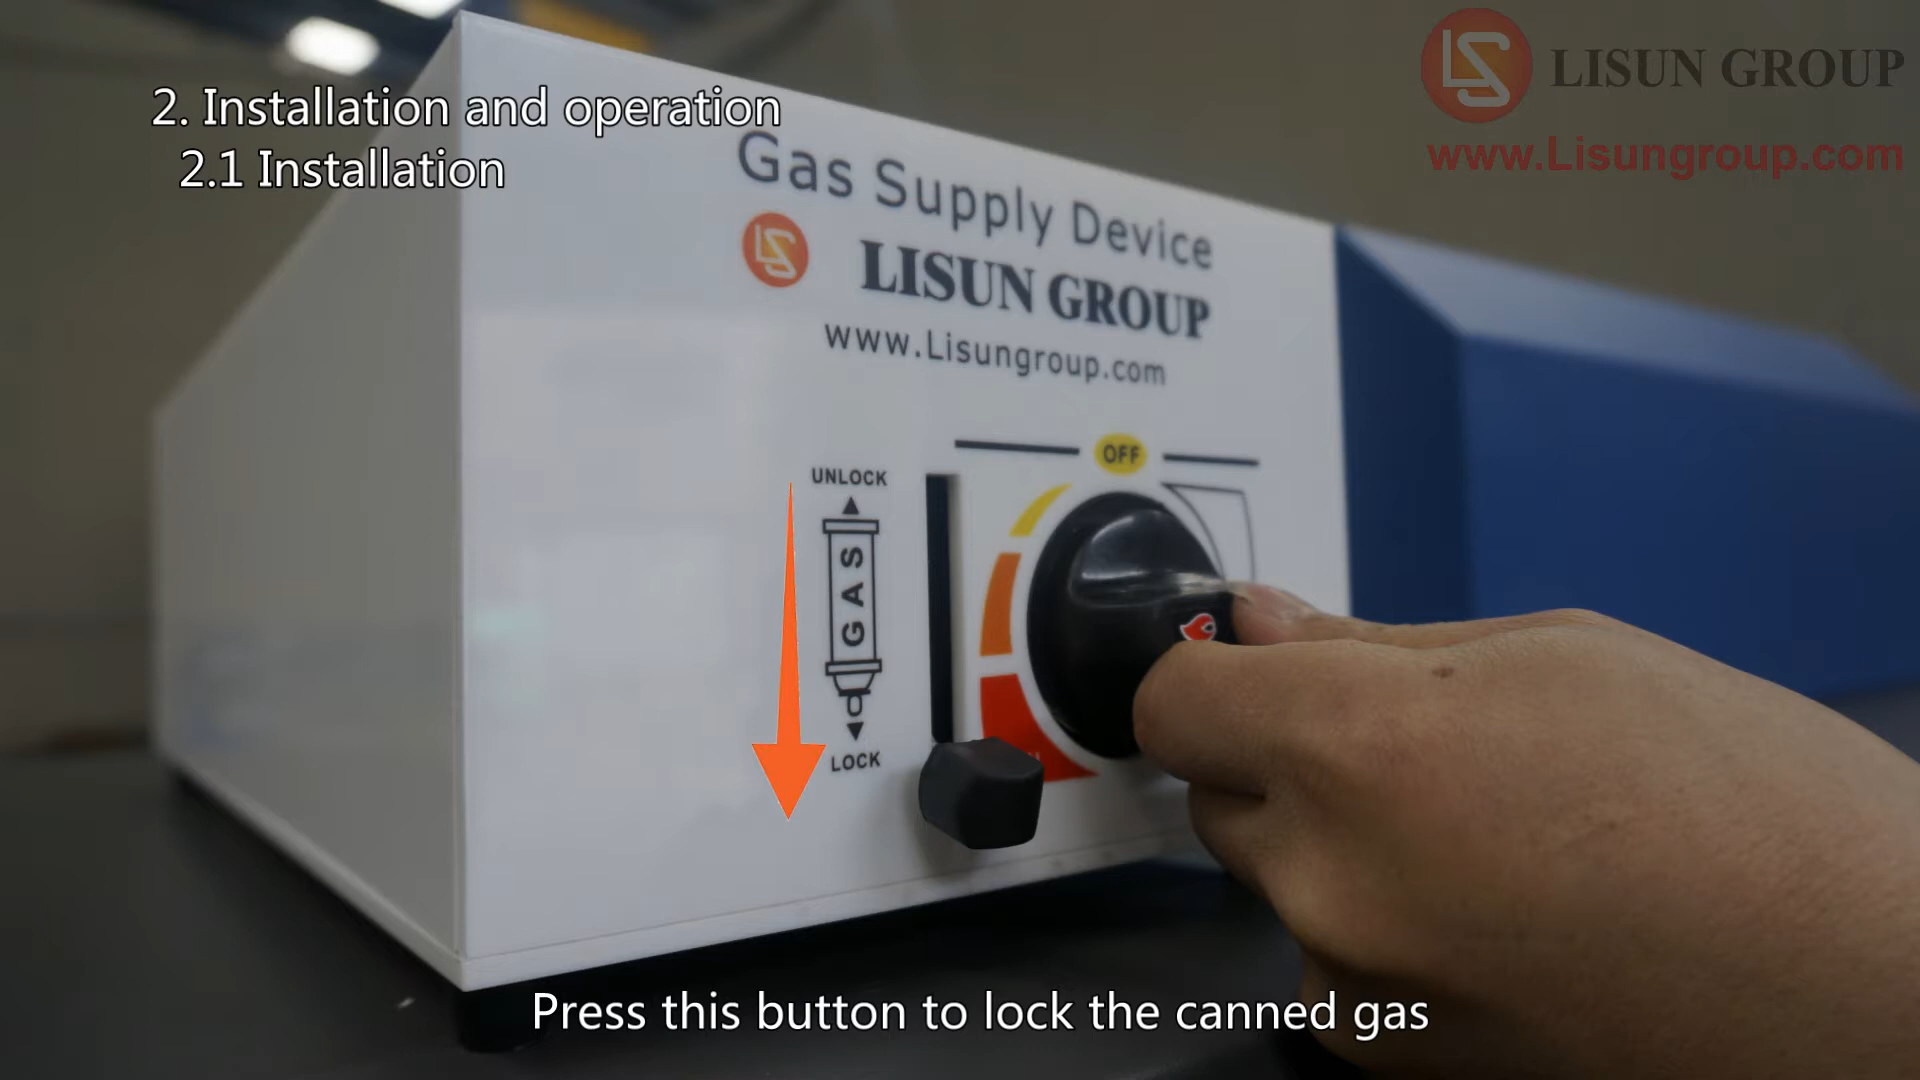 LISUN GROUP
www.Lisungroup.com
2. Installation and operation
2.1 Installation
Gas Supply Device
LISUN GROUP
www.Lisungroup.com
OFF
UNLOCK
GAS
LOCK
Press this button to lock the canned gas